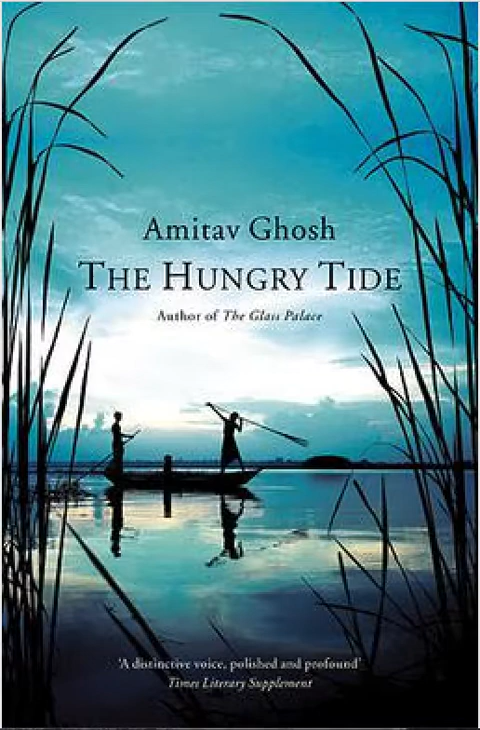 Amitav Ghosh
THE HUNGRY TIDE
Author of The Glass Palace
'A distinctive voice, polished and profound'
Times Literary Supplement